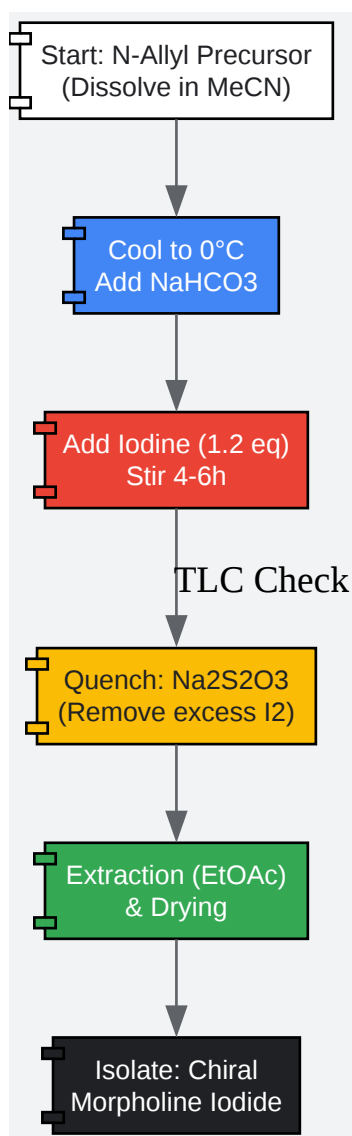 Start: N-Allyl Precursor
(Dissolve in MeCN)
Cool to 0°C
Add NaHCO3
Add Iodine (1.2 eq)
Stir 4-6h
TLC Check
Quench: Na2S2O3
(Remove excess I2)
Extraction (EtOAc)
& Drying
Isolate: Chiral
Morpholine Iodide